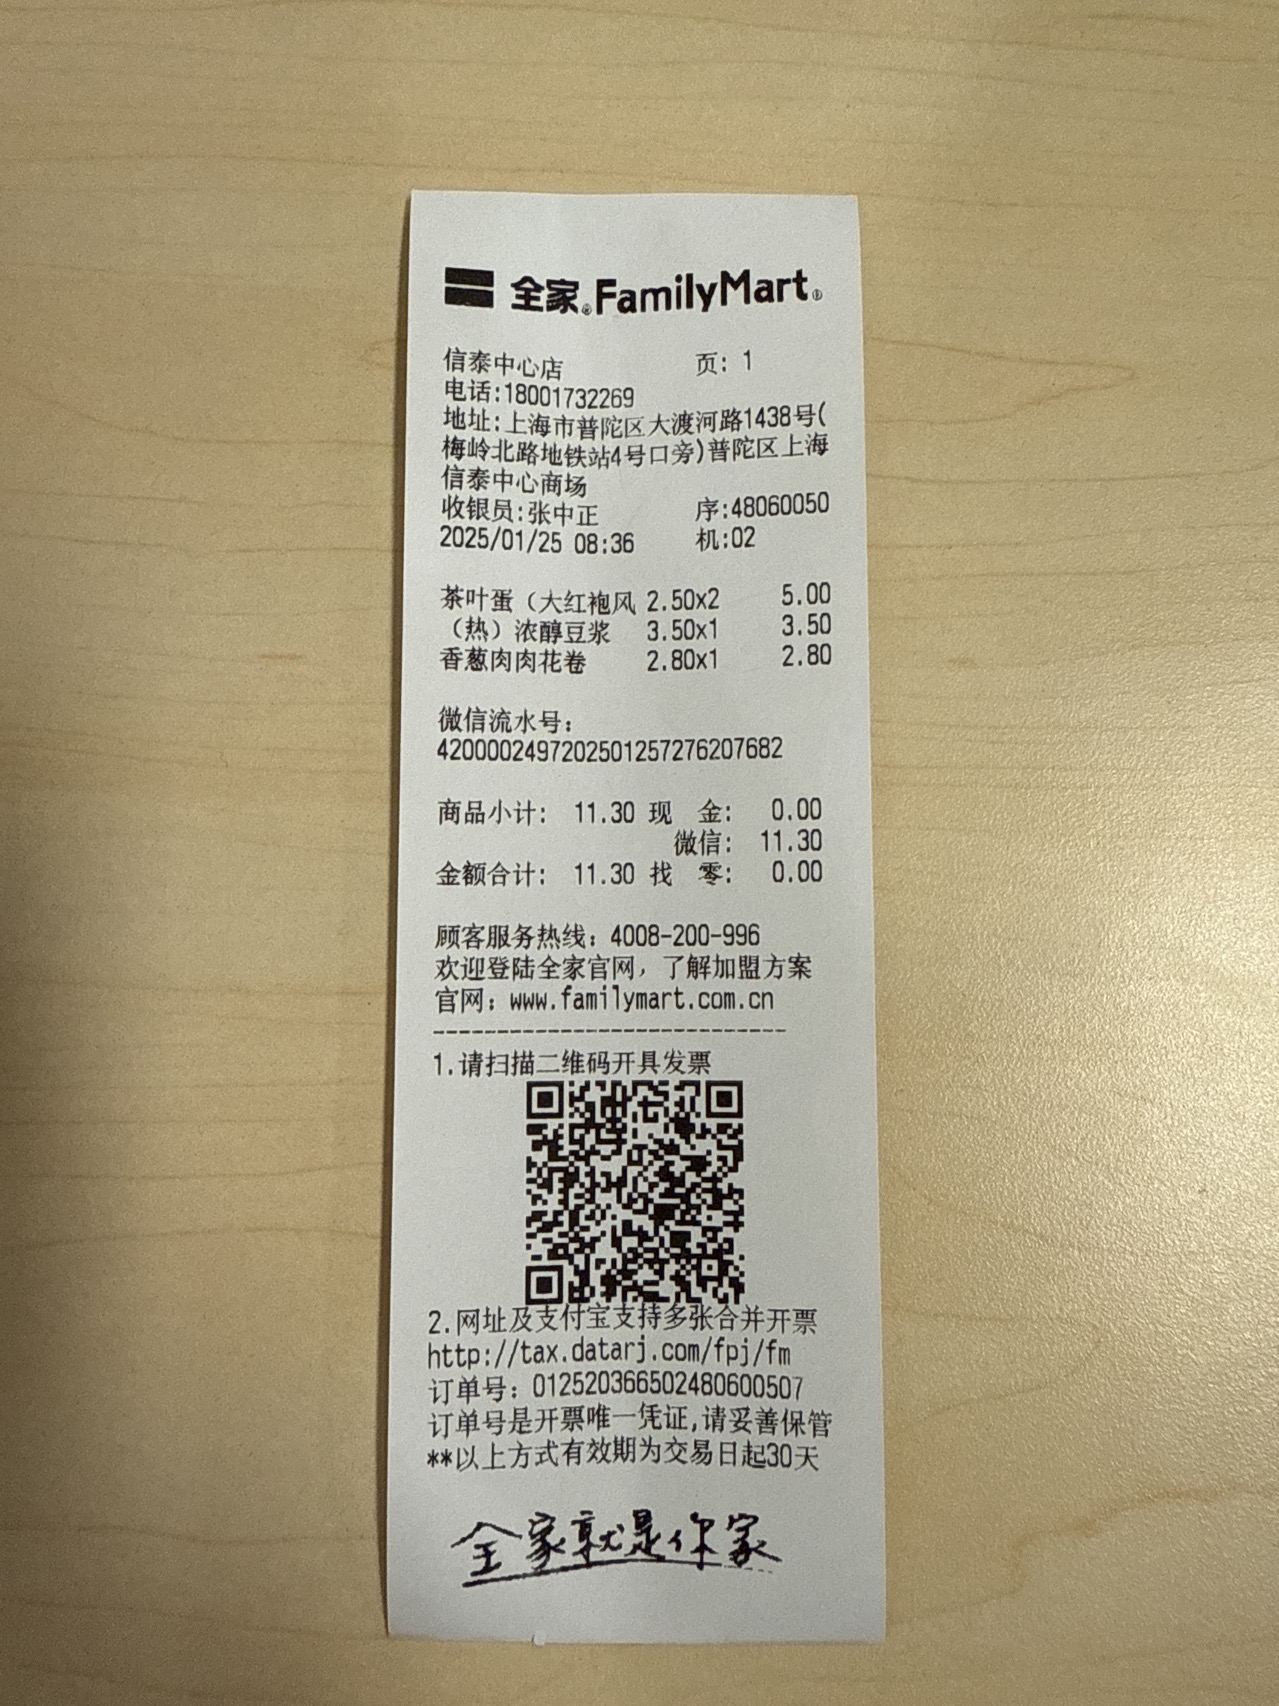 全家®FamilyMart®
信泰中心店 页: 1
电话:18001732269
地址:上海市普陀区大渡河路1438号(
梅岭北路地铁站4号口旁)普陀区上海
信泰中心商场
收银员:张中正 序:48060050
2025/01/25 08:36 机:02
茶叶蛋（大红袍风 2.50x2 5.00
（热）浓醇豆浆 3.50x1 3.50
香葱肉肉花卷 2.80x1 2.80
微信流水号:
4200002497202501257276207682
商品小计: 11.30 现 金: 0.00
微信: 11.30
金额合计: 11.30 找 零: 0.00
顾客服务热线: 4008-200-996
欢迎登陆全家官网，了解加盟方案
官网: www.familymart.com.cn
----------------------------
1.请扫描二维码开具发票
2.网址及支付宝支持多张合并开票
http://tax.datarj.com/fpj/fm
订单号: 012520366502480600507
订单号是开票唯一凭证,请妥善保管
**以上方式有效期为交易日起30天
全家就是你家